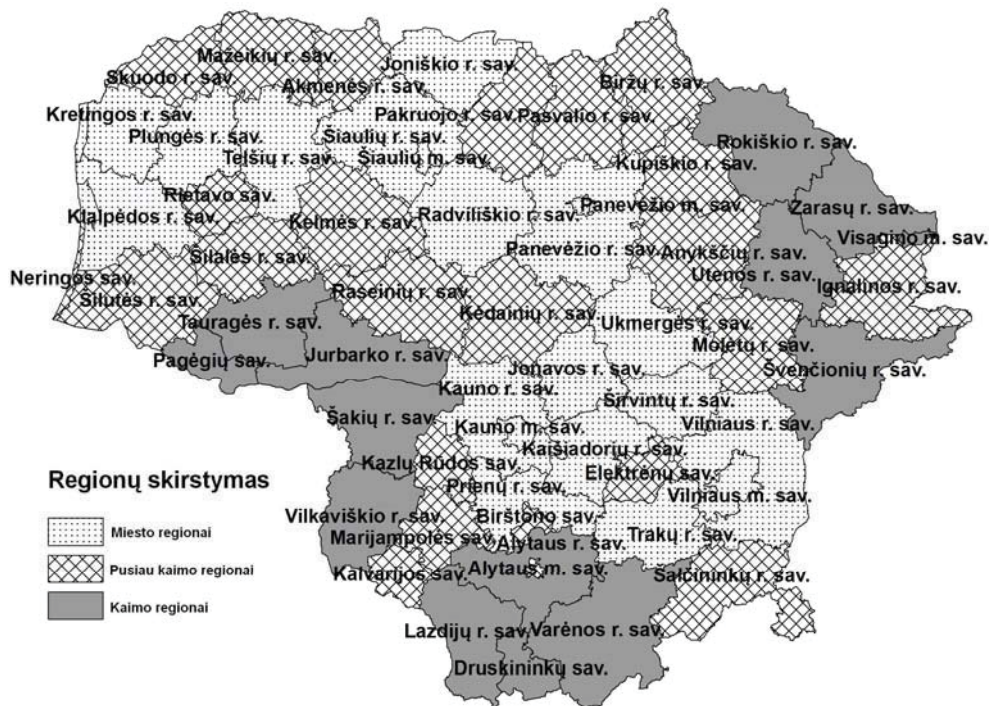 Mažeikių r. sav.
Skuodo r. sav.
Joniškio r. sav.
Akmenės r. sav.
Biržų r. sav.
Kretingos r. sav.
Pakruojo r. sav.
Pasvalio r. sav.
Plungės r. sav.
Šiaulių r. sav.
Rokiškio r. sav.
Telšių r. sav.
Šiaulių m. sav.
Kupiškio r. sav.
Rietavo sav.
Klaipėdos r. sav.
Kelmės r. sav.
Radviliškio r. sav.
Panevėžio m. sav.
Zarasų r. sav.
Visagino m. sav.
Šilalės r. sav.
Panevėžio r. sav.
Anykščių r. sav.
Utenos r. sav.
Neringos sav.
Ignalinos r. sav.
Šilutės r. sav.
Raseinių r. sav.
Kėdainių r. sav.
Tauragės r. sav.
Ukmergės r. sav.
Molėtų r. sav.
Pagėgių sav.
Jurbarko r. sav.
Jonavos r. sav.
Švenčionių r. sav.
Kauno r. sav.
Širvintų r. sav.
Šakių r. sav.
Vilniaus r. sav.
Kauno m. sav.
Kaišiadorių r. sav.
Kazlų Rūdos sav.
Elektrėnų sav.
Prienų r. sav.
Vilniaus m. sav.
Vilkaviškio r. sav.
Birštono sav.
Marijampolės sav.
Alytaus r. sav.
Trakų r. sav.
Kalvarijos sav.
Alytaus m. sav.
Šalčininkų r. sav.
Lazdijų r. sav.
Varėnos r. sav.
Druskininkų sav.
Regionų skirstymas
Miesto regionai
Pusiau kaimo regionai
Kaimo regionai